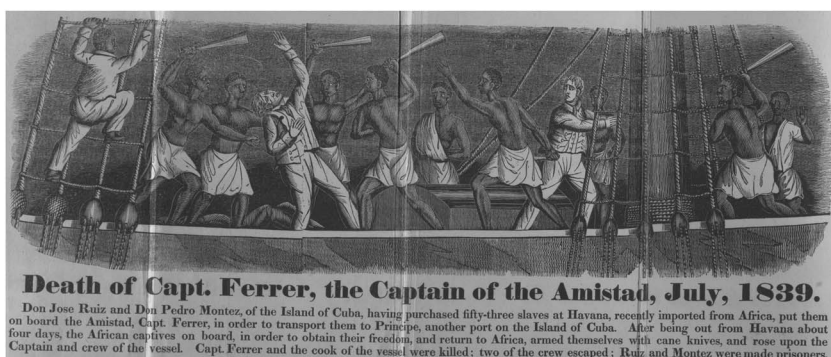 Death of Capt. Ferrer, the Captain of the Amistad, July, 1839.
Don Jose Ruiz and Don Pedro Montez, of the Island of Cuba, having purchased fifty-three slaves at Havana, recently imported from Africa, put them
on board the Amistad, Capt. Ferrer, in order to transport them to Principe, another port on the Island of Cuba. After being out from Havana about
four days, the African captives on board, in order to obtain their freedom, and return to Africa, armed themselves with cane knives, and rose upon the
Captain and crew of the vessel. Capt. Ferrer and the cook of the vessel were killed; two of the crew escaped; Ruiz and Montez were made prisoners.